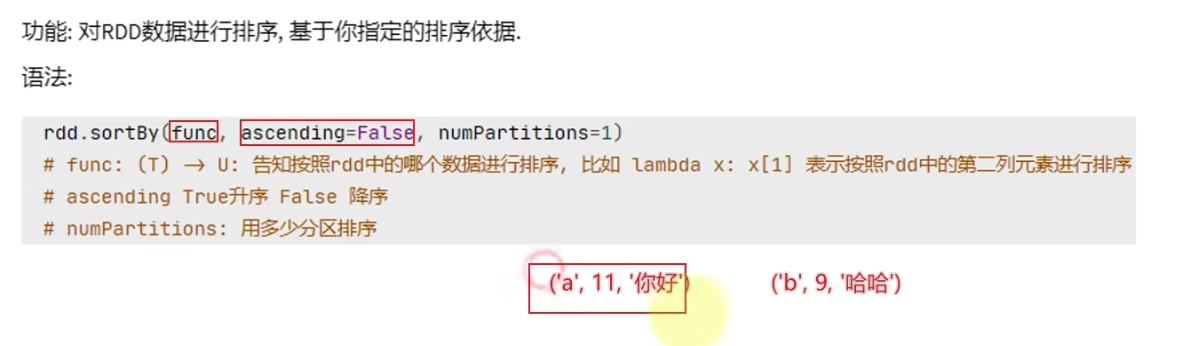 功能: 对RDD数据进行排序, 基于你指定的排序依据.
语法:
rdd.sortBy(func, ascending=False, numPartitions=1)
# func: (T) → U: 告知按照rdd中的哪个数据进行排序, 比如 lambda x: x[1] 表示按照rdd中的第二列元素进行排序
# ascending True升序 False 降序
# numPartitions: 用多少分区排序
('a', 11, '你好') ('b', 9, '哈哈')